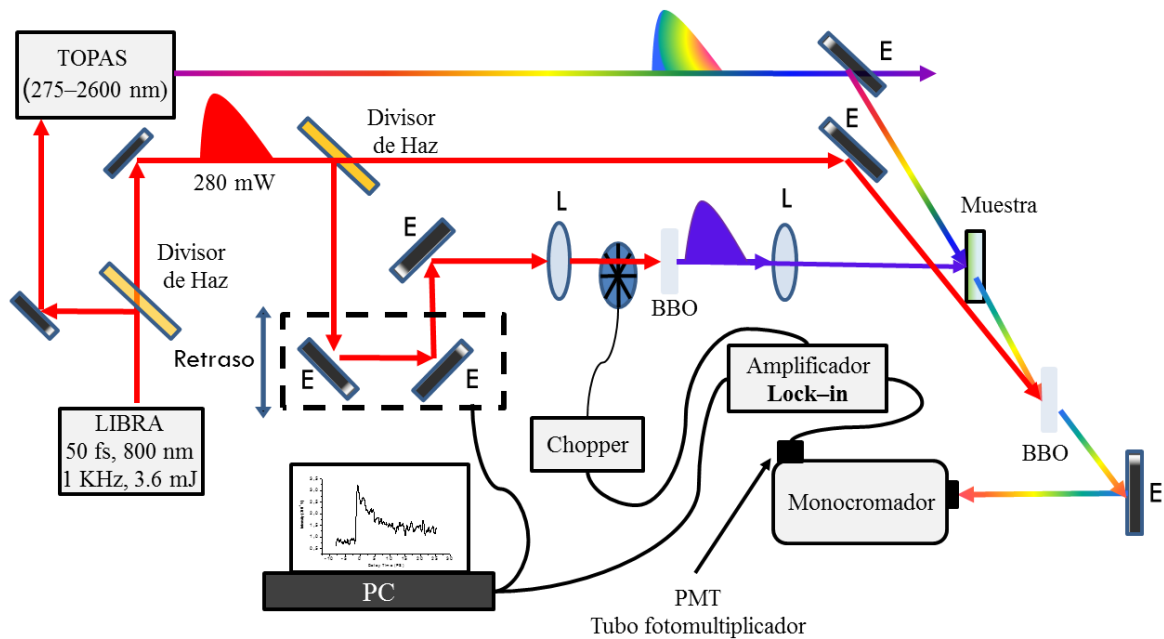 TOPAS
(275–2600 nm)
E
E
Divisor
de Haz
280 mW
Muestra
L
L
E
Divisor
de Haz
BBO
Retraso
E
E
Amplificador
Lock–in
LIBRA
50 fs, 800 nm
1 KHz, 3.6 mJ
Chopper
BBO
E
Monocromador
PC
PMT
Tubo fotomultiplicador